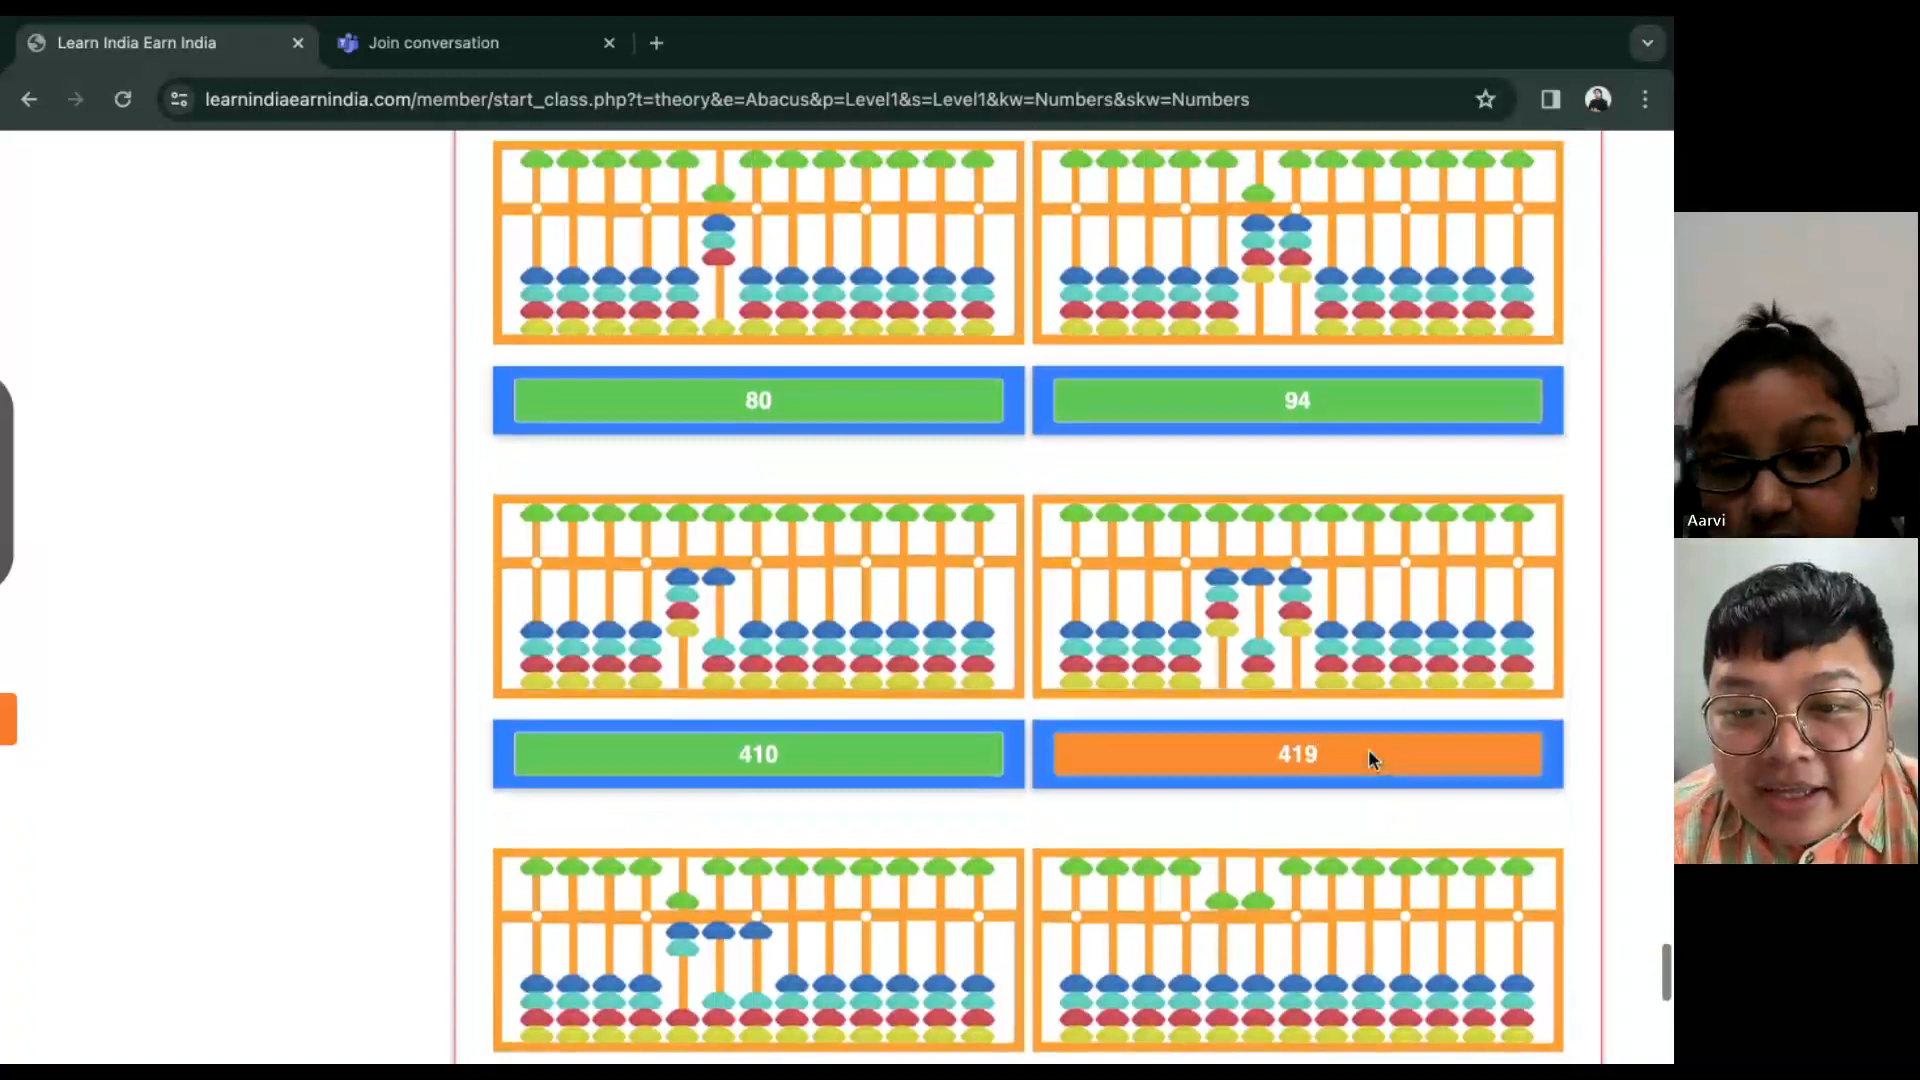 Learn India Earn India
Join conversation
learnindiaearnindia.com/member/start_class.php?t=theory&e=Abacus&p=Level1&s=Level1&kw=Numbers&skw=Numbers
80
94
410
419
Aarvi